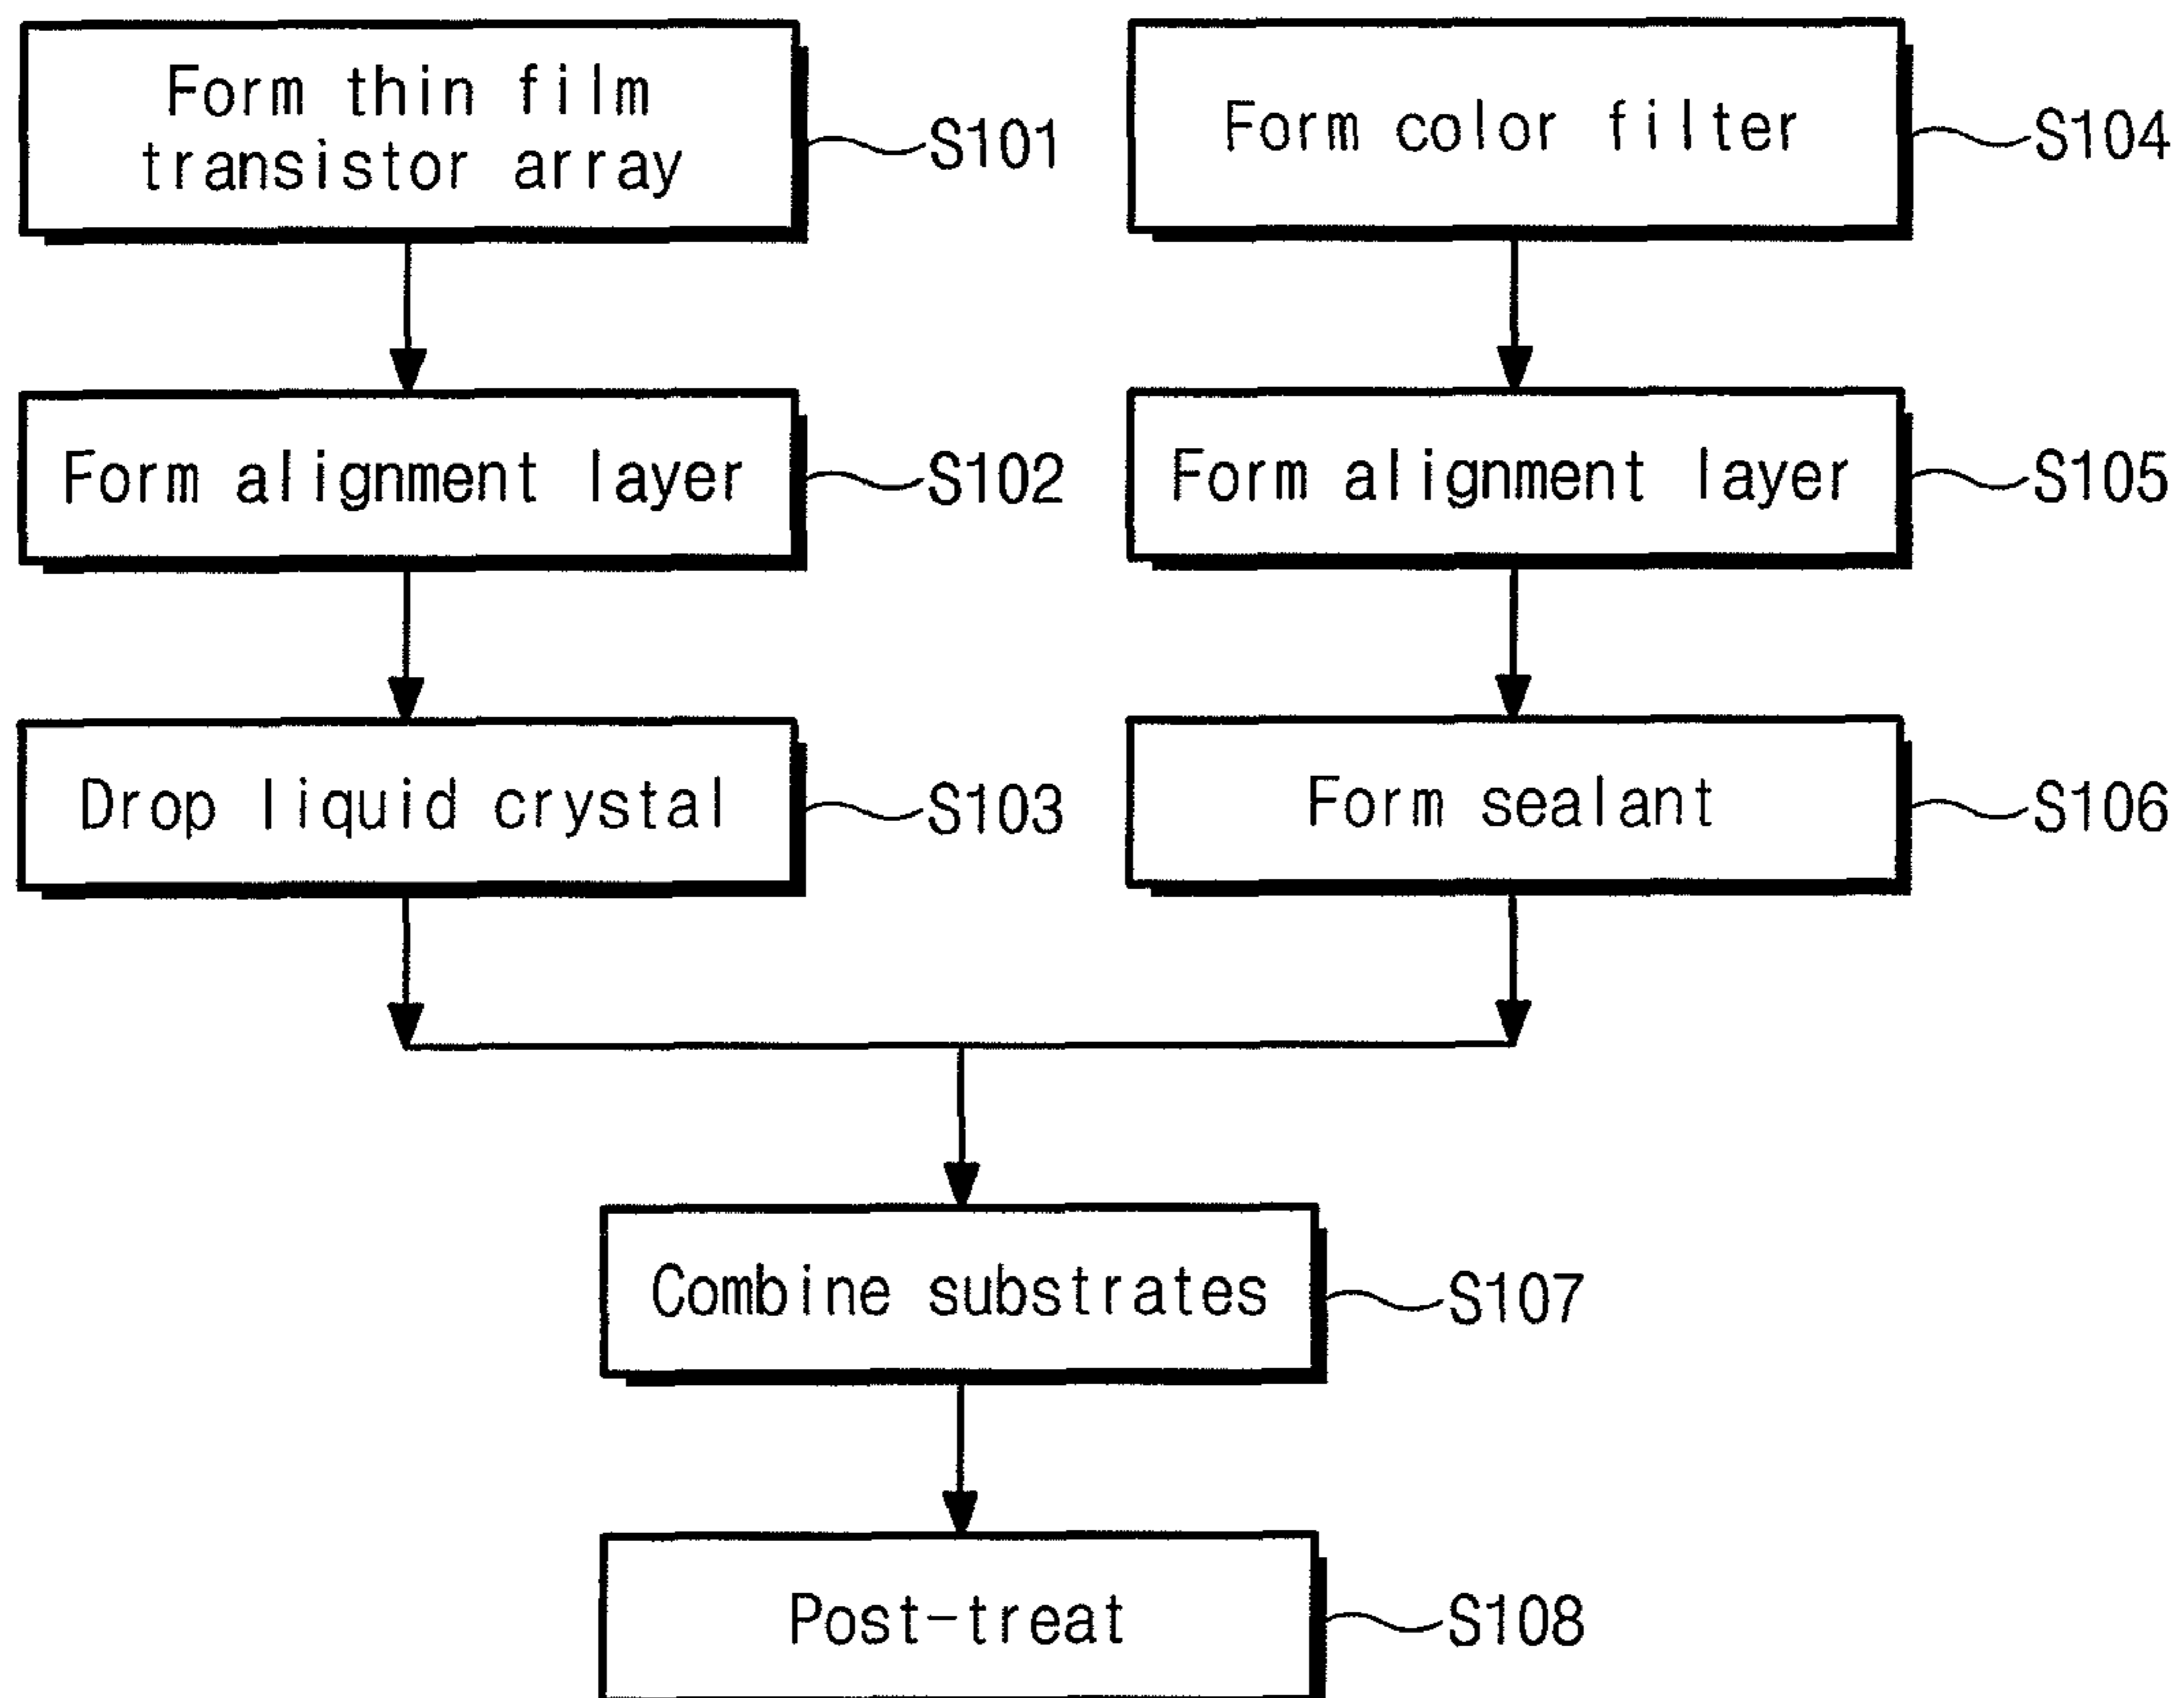 Form thin film
transistor array
S101
Form alignment layer
S102
Drop liquid crystal
S103
Form color filter
S104
Form alignment layer
S105
Form sealant
S106
Combine substrates
S107
Post-treat
S108